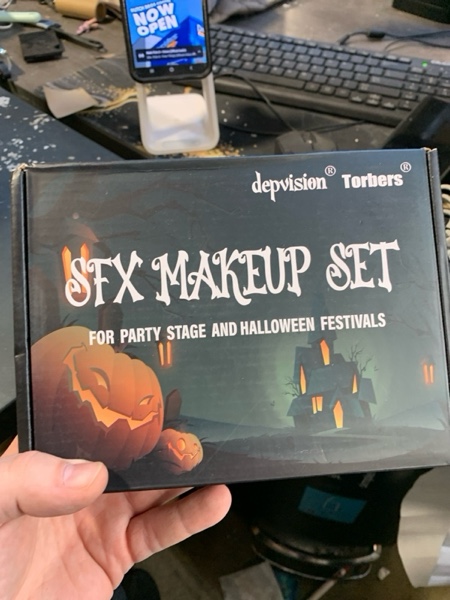 NOW
OPEN
depvision® Torbers®
SFX MAKEUP SET
FOR PARTY STAGE AND HALLOWEEN FESTIVALS